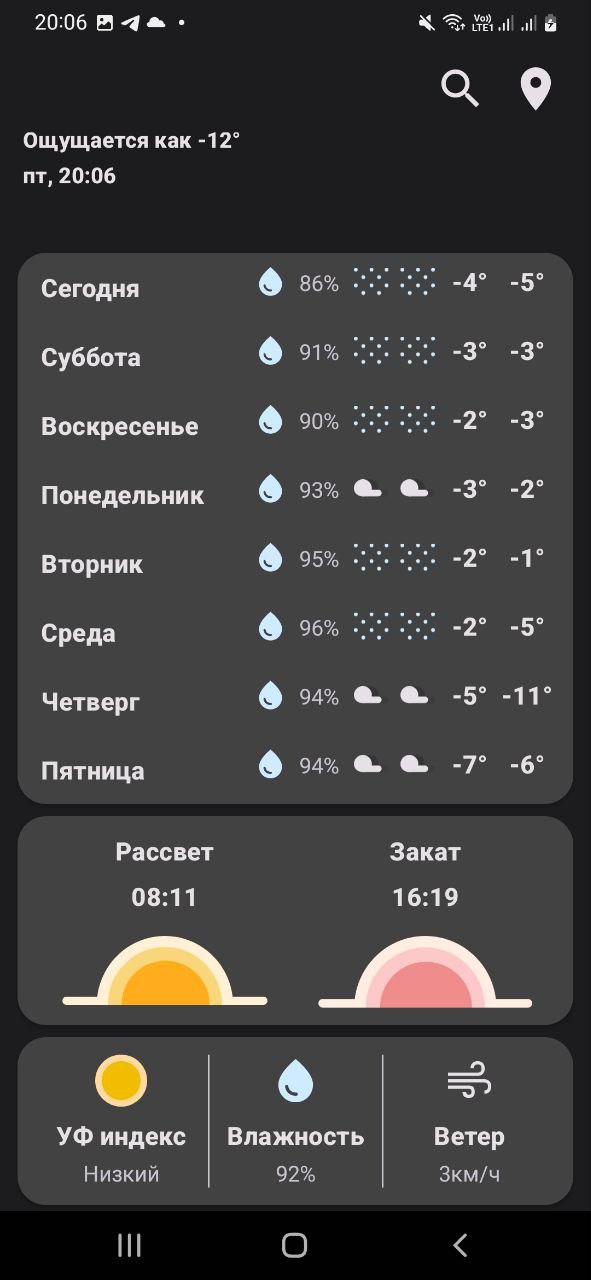 20:06 Vo)) LTE1
Ощущается как -12°
пт, 20:06
Сегодня 86% -4° -5°
Суббота 91% -3° -3°
Воскресенье 90% -2° -3°
Понедельник 93% -3° -2°
Вторник 95% -2° -1°
Среда 96% -2° -5°
Четверг 94% -5° -11°
Пятница 94% -7° -6°
Рассвет Закат
08:11 16:19
УФ индекс Влажность Ветер
Низкий 92% 3км/ч